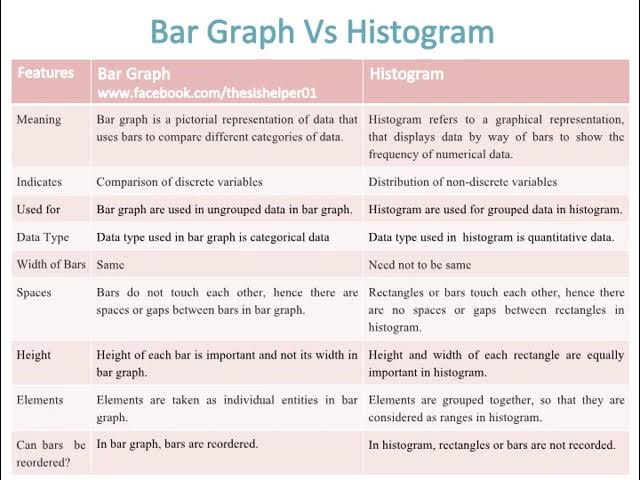 Bar Graph Vs Histogram
Features
Bar Graph
www.facebook.com/thesishelper01
Histogram
Meaning
Bar graph is a pictorial representation of data that
uses bars to compare different categories of data.
Histogram refers to a graphical representation,
that displays data by way of bars to show the
frequency of numerical data.
Indicates
Comparison of discrete variables
Distribution of non-discrete variables
Used for
Bar graph are used in ungrouped data in bar graph.
Histogram are used for grouped data in histogram.
Data Type
Data type used in bar graph is categorical data
Data type used in histogram is quantitative data.
Width of Bars
Same
Need not to be same
Spaces
Bars do not touch each other, hence there are
spaces or gaps between bars in bar graph.
Rectangles or bars touch each other, hence there
are no spaces or gaps between rectangles in
histogram.
Height
Height of each bar is important and not its width in
bar graph.
Height and width of each rectangle are equally
important in histogram.
Elements
Elements are taken as individual entities in bar
graph.
Elements are grouped together, so that they are
considered as ranges in histogram.
Can bars be
reordered?
In bar graph, bars are reordered.
In histogram, rectangles or bars are not recorded.